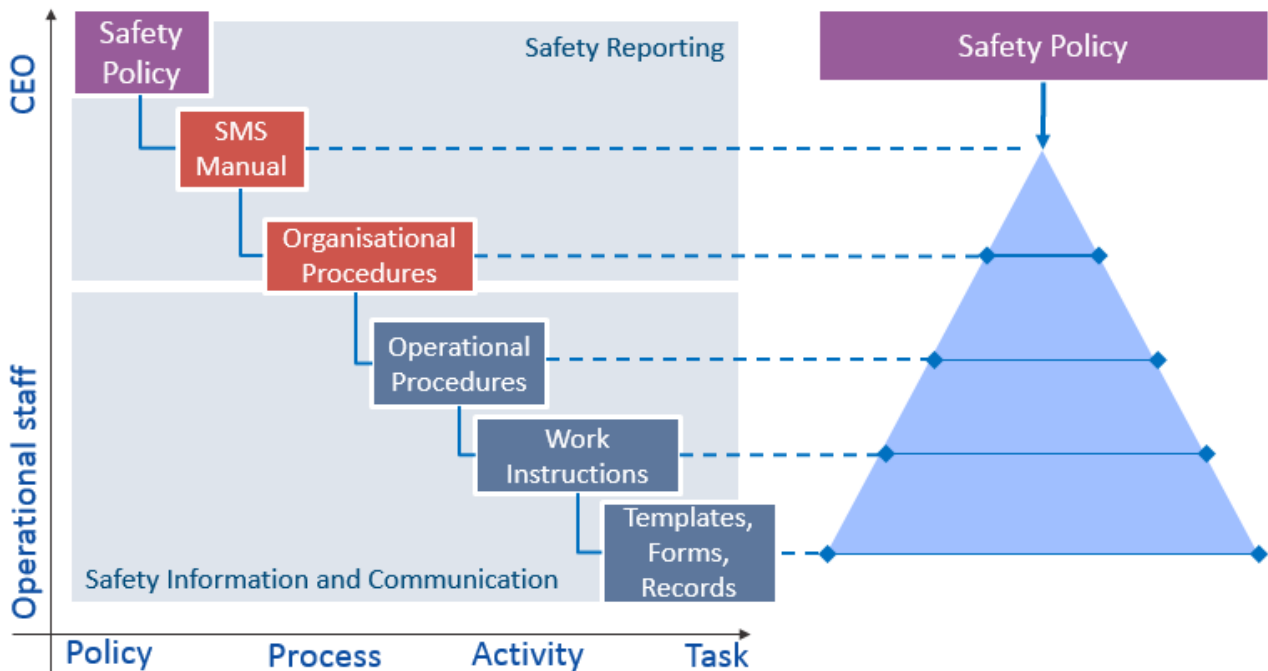 Safety
Policy
Safety Reporting
Safety Policy
CEO
SMS
Manual
Organisational
Procedures
Operational
Procedures
Work
Instructions
Templates,
Forms,
Records
Safety Information and Communication
Operational staff
Policy
Process
Activity
Task